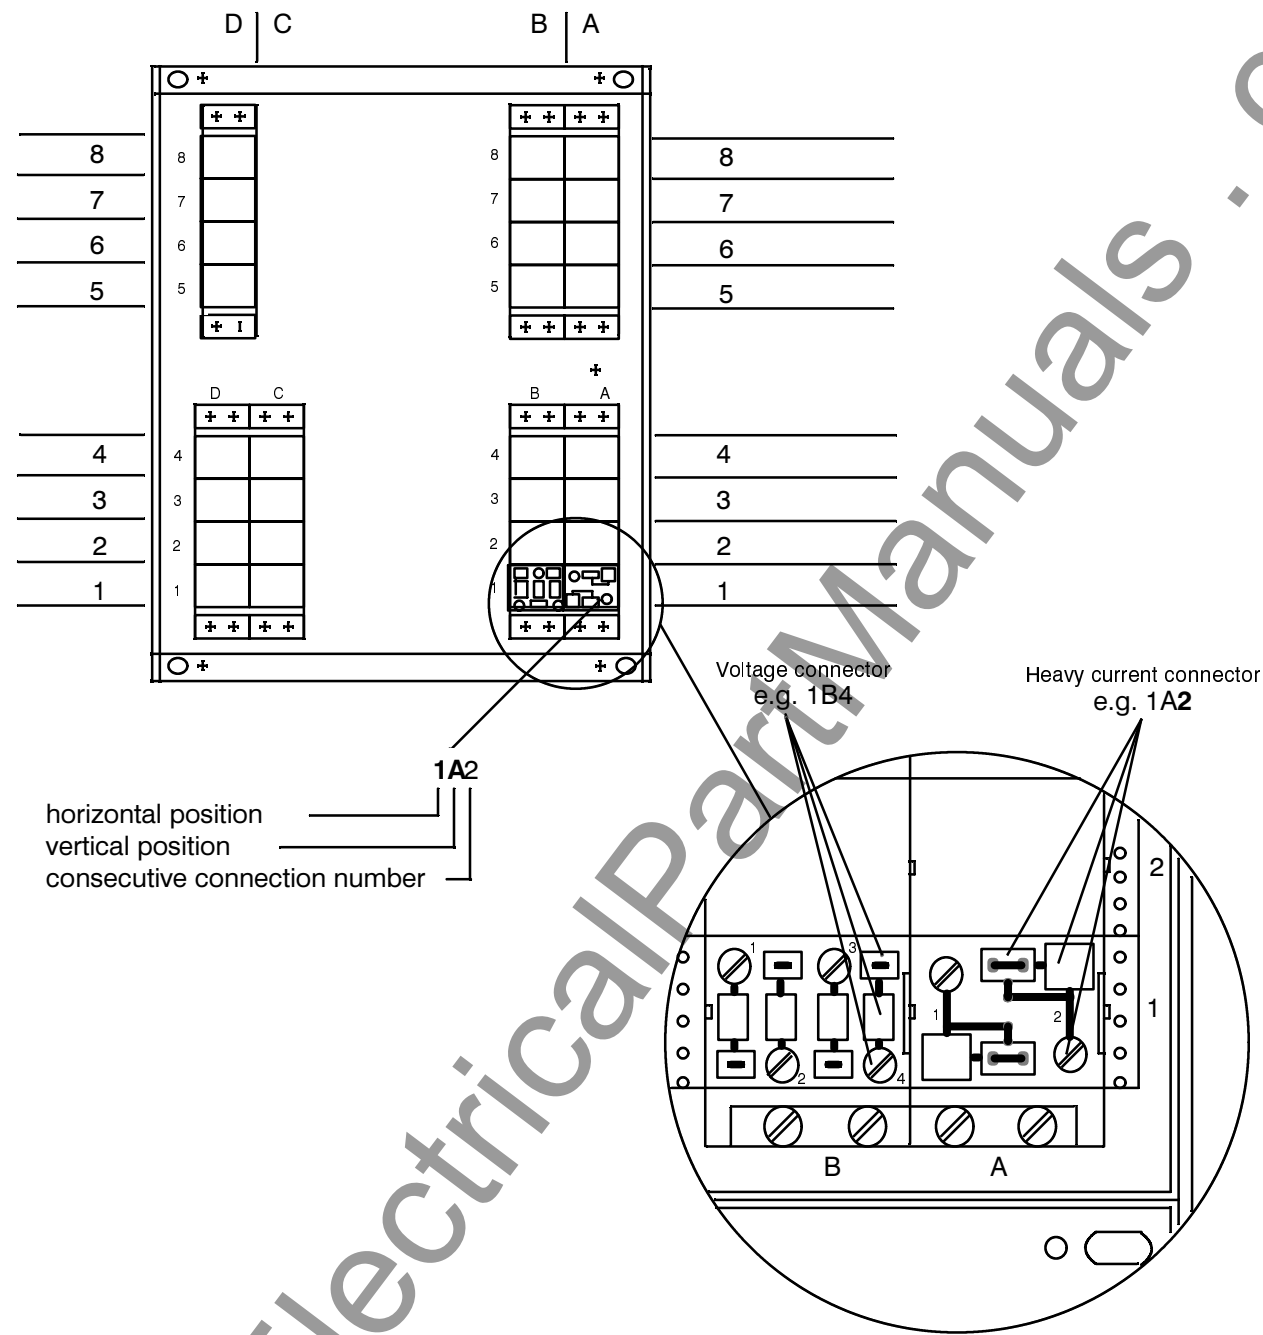 D C B A
8 8 8 8
7 7 7 7
6 6 6 6
5 5 5 5
D C B A
4 4 4 4
3 3 3 3
2 2 2 2
1 1 1 1
Voltage connector
e.g. 1B4
Heavy current connector
e.g. 1A2
1A2
horizontal position
vertical position
consecutive connection number
2
1 3
1 2 1
2 4
B A
ElectricalPartManuals . c